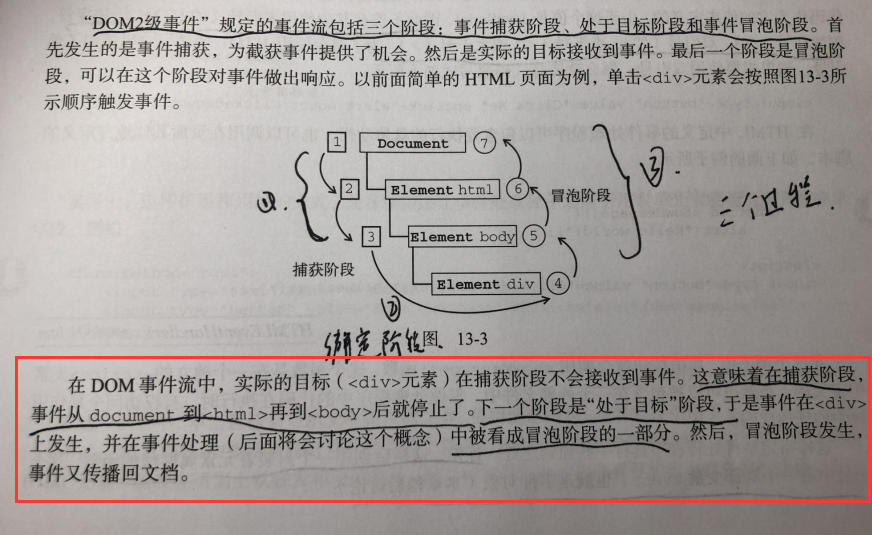 “DOM2级事件”规定的事件流包括三个阶段：事件捕获阶段、处于目标阶段和事件冒泡阶段。首
先发生的是事件捕获，为截获事件提供了机会。然后是实际的目标接收到事件。最后一个阶段是冒泡阶
段，可以在这个阶段对事件做出响应。以前面简单的 HTML 页面为例，单击<div>元素会按照图13-3所
示顺序触发事件。
1 Document 7
2 Element html 6
冒泡阶段
①
③
三个过程.
3 Element body 5
捕获阶段
Element div 4
②
绑定阶段
图 13-3
在 DOM 事件流中，实际的目标（<div>元素）在捕获阶段不会接收到事件。这意味着在捕获阶段，
事件从 document 到<html>再到<body>后就停止了。下一个阶段是“处于目标”阶段，于是事件在<div>
上发生，并在事件处理（后面将会讨论这个概念）中被看成冒泡阶段的一部分。然后，冒泡阶段发生，
事件又传播回文档。